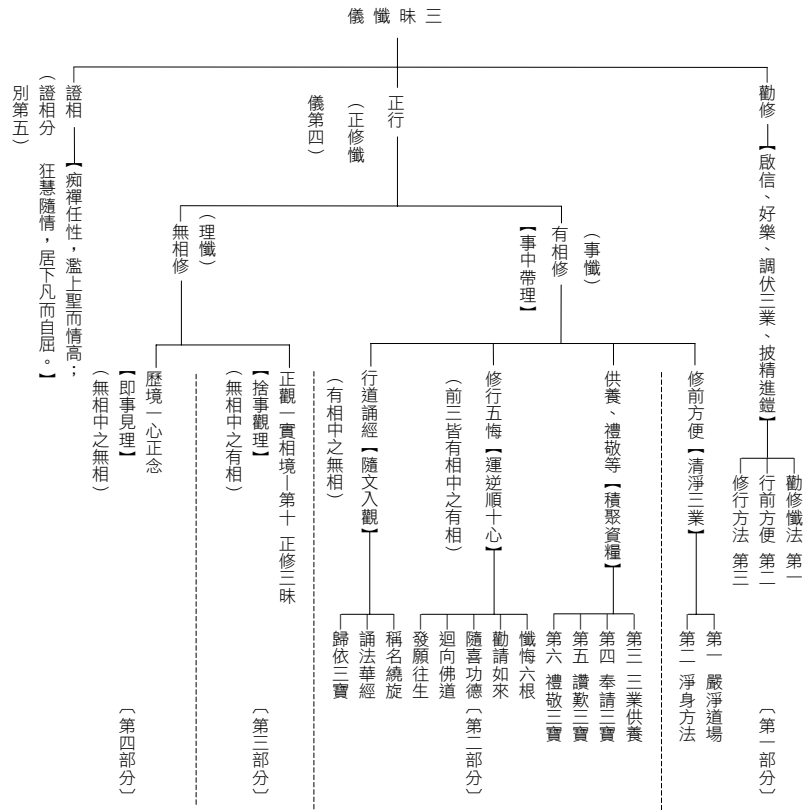 三昧懺儀
勸修【啟信、好樂、調伏三業、披精進鎧】
勸修懺法 第一
行前方便 第二
修行方法 第三
〔第一部分〕
正行
（正修懺
儀第四）
（事懺）
有相修
【事中帶理】
修前方便【清淨三業】
第一 嚴淨道場
第二 淨身方法
供養、禮敬等【積聚資糧】
第三 三業供養
第四 奉請三寶
第五 讚歎三寶
第六 禮敬三寶
修行五悔【運逆順十心】
（前三皆有相中之有相）
懺悔六根
勸請如來
隨喜功德
迴向佛道
發願往生
〔第二部分〕
行道誦經【隨文入觀】
（有相中之無相）
稱名繞旋
誦法華經
歸依三寶
（理懺）
無相修
正觀一實相境—第十 正修三昧
【捨事觀理】
（無相中之有相）
〔第三部分〕
歷境一心正念
【即事見理】
（無相中之無相）
〔第四部分〕
證相【痴禪任性，濫上聖而情高；
（證相分 狂慧隨情，居下凡而自屈。】
別第五）